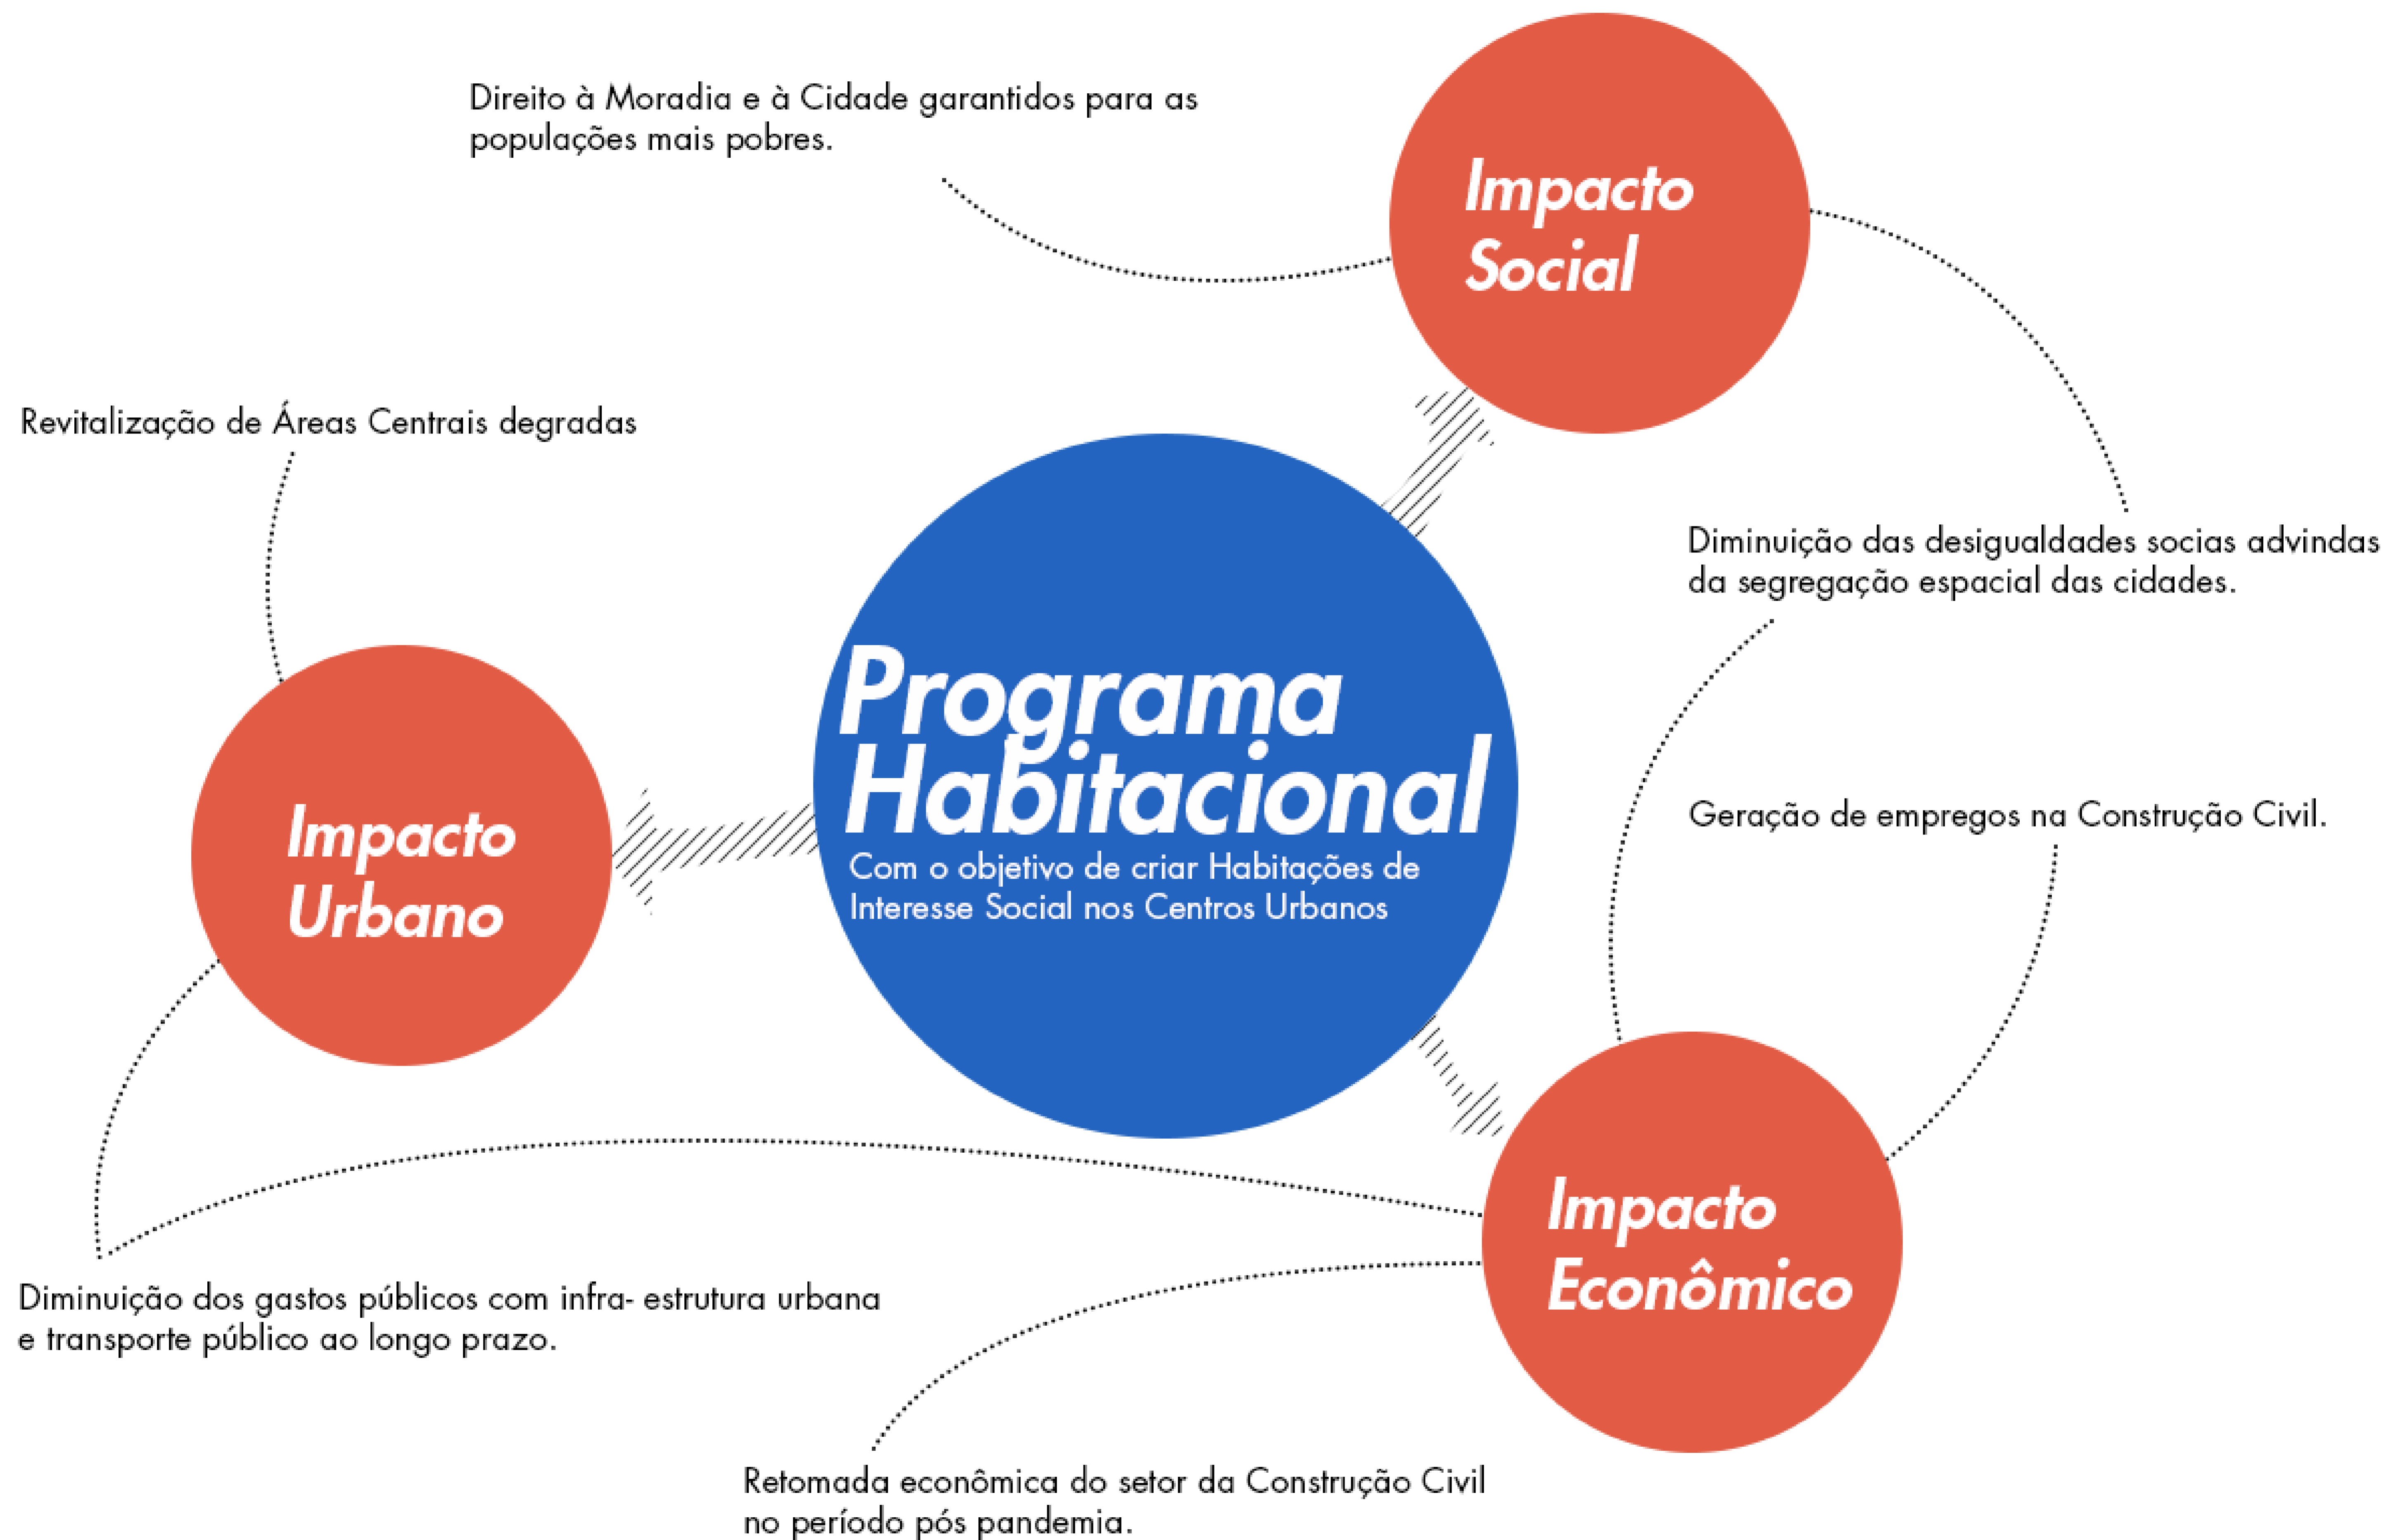 Direito à Moradia e à Cidade garantidos para as
populações mais pobres.
Impacto
Social
Revitalização de Áreas Centrais degradas
Diminuição das desigualdades socias advindas
da segregação espacial das cidades.
Programa
Habitacional
Com o objetivo de criar Habitações de
Interesse Social nos Centros Urbanos
Geração de empregos na Construção Civil.
Impacto
Urbano
Impacto
Econômico
Diminuição dos gastos públicos com infra- estrutura urbana
e transporte público ao longo prazo.
Retomada econômica do setor da Construção Civil
no período pós pandemia.